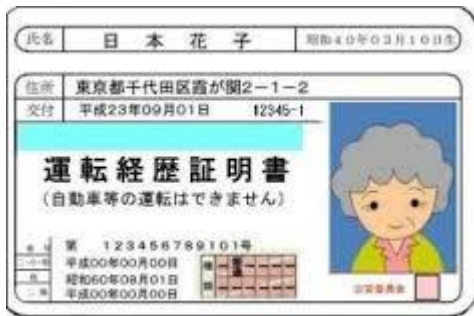 氏名 日本花子 昭和40年03月10日生
住所 東京都千代田区霞が関2－1－2
交付 平成23年09月01日 12345-1
運転経歴証明書
(自動車等の運転はできません)
第 123456789101号
平成00年00月00日
昭和60年08月01日
平成00年00月00日
種類
公安委員会